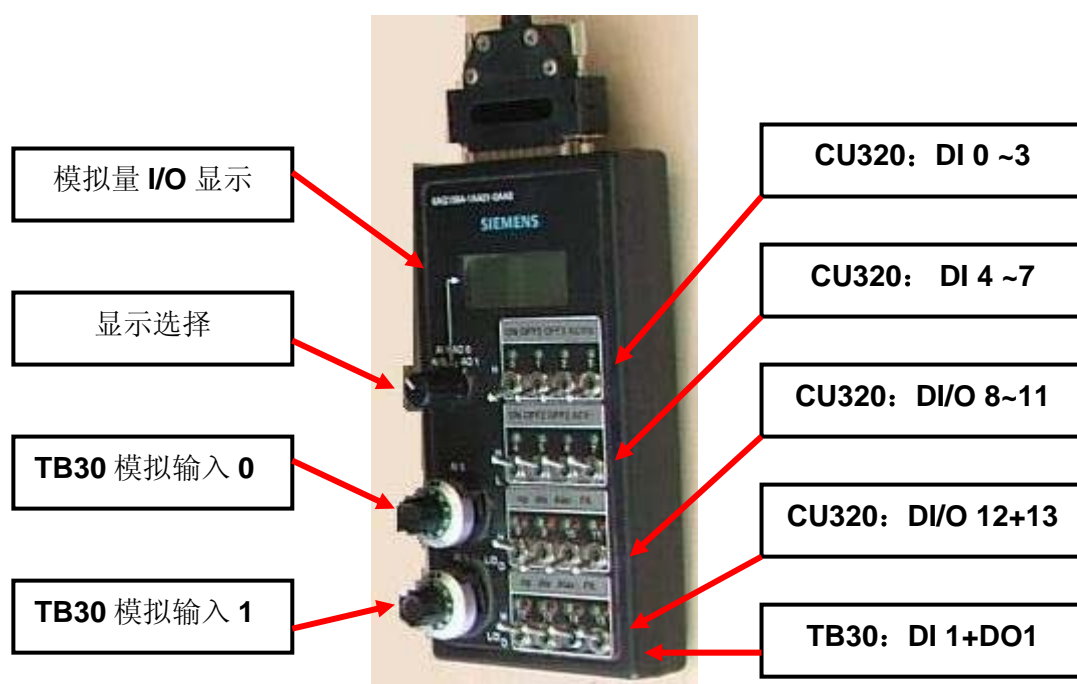 模拟量 I/O 显示
显示选择
TB30 模拟输入 0
TB30 模拟输入 1
SIEMENS
CU320：DI 0 ~3
CU320： DI 4 ~7
CU320：DI/O 8~11
CU320：DI/O 12+13
TB30：DI 1+DO1